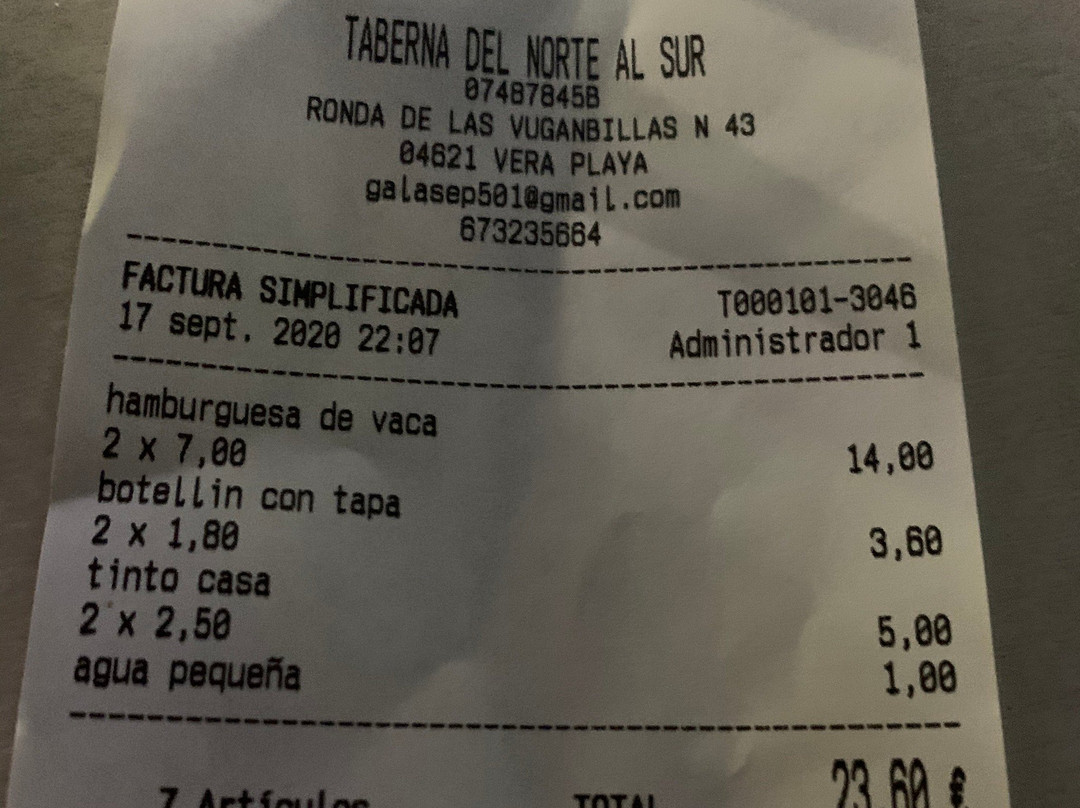 TABERNA DEL NORTE AL SUR
07487845B
RONDA DE LAS VUGANBILLAS N 43
04621 VERA PLAYA
galasep501@gmail.com
673235664
FACTURA SIMPLIFICADA T000101-3046
17 sept. 2020 22:07 Administrador 1
hamburguesa de vaca
2 x 7,00 14,00
botellin con tapa
2 x 1,80 3,60
tinto casa
2 x 2,50 5,00
agua pequeña 1,00
7 Artículos TOTAL 23,60 €